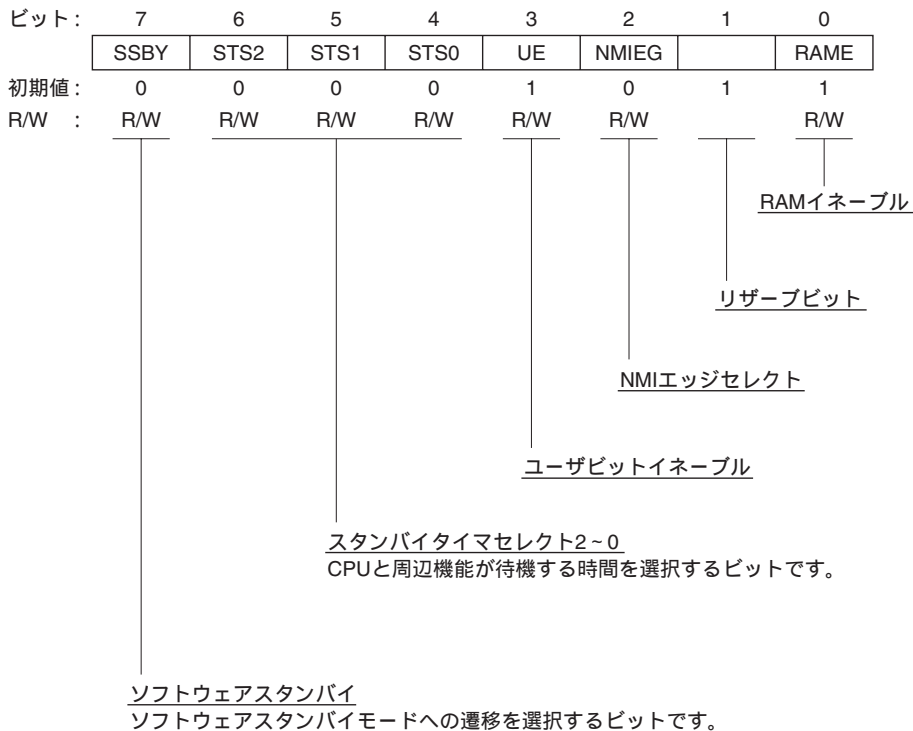 ビット : 7 6 5 4 3 2 1 0
SSBY STS2 STS1 STS0 UE NMIEG RAME
初期値 : 0 0 0 0 1 0 1 1
R/W : R/W R/W R/W R/W R/W R/W R/W
RAMイネーブル
リザーブビット
NMIエッジセレクト
ユーザビットイネーブル
スタンバイタイマセレクト2~0
CPUと周辺機能が待機する時間を選択するビットです。
ソフトウェアスタンバイ
ソフトウェアスタンバイモードへの遷移を選択するビットです。